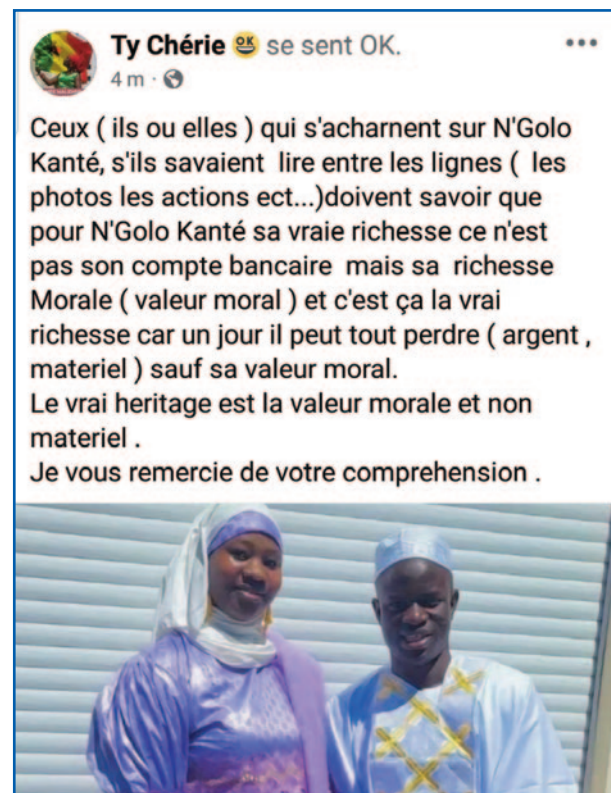 Ty Chérie se sent OK.
4 m
Ceux ( ils ou elles ) qui s'acharnent sur N'Golo
Kanté, s'ils savaient lire entre les lignes ( les
photos les actions ect...)doivent savoir que
pour N'Golo Kanté sa vraie richesse ce n'est
pas son compte bancaire mais sa richesse
Morale ( valeur moral ) et c'est ça la vrai
richesse car un jour il peut tout perdre ( argent ,
materiel ) sauf sa valeur moral.
Le vrai heritage est la valeur morale et non
materiel .
Je vous remercie de votre comprehension .